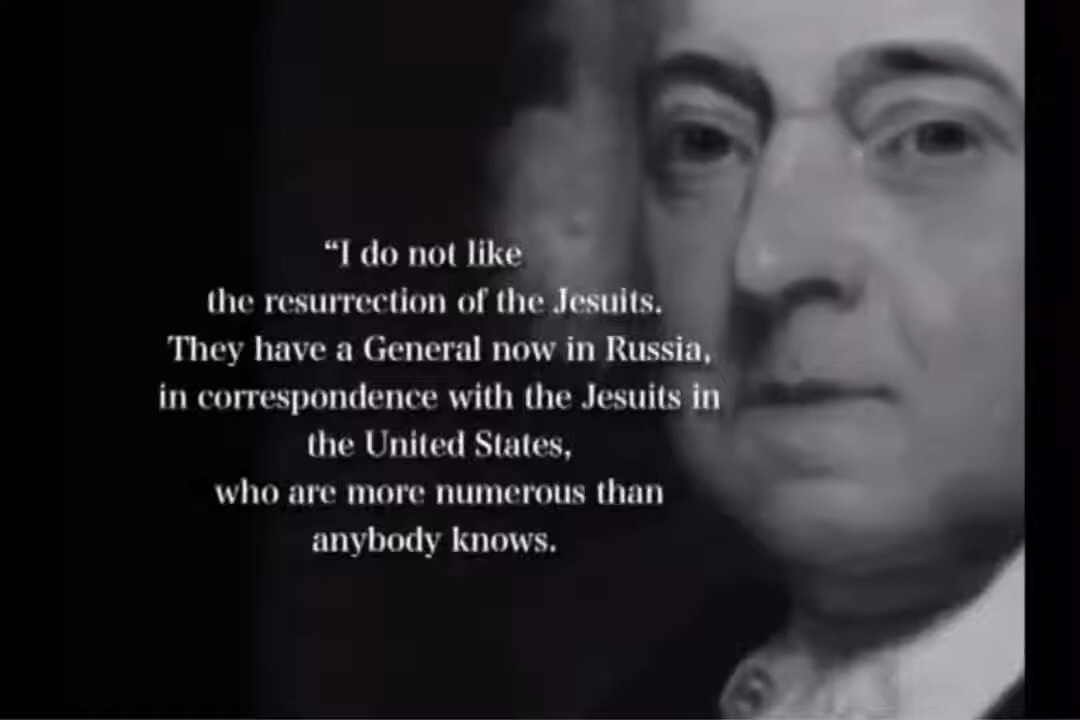 “I do not like
the resurrection of the Jesuits.
They have a General now in Russia,
in correspondence with the Jesuits in
the United States,
who are more numerous than
anybody knows.